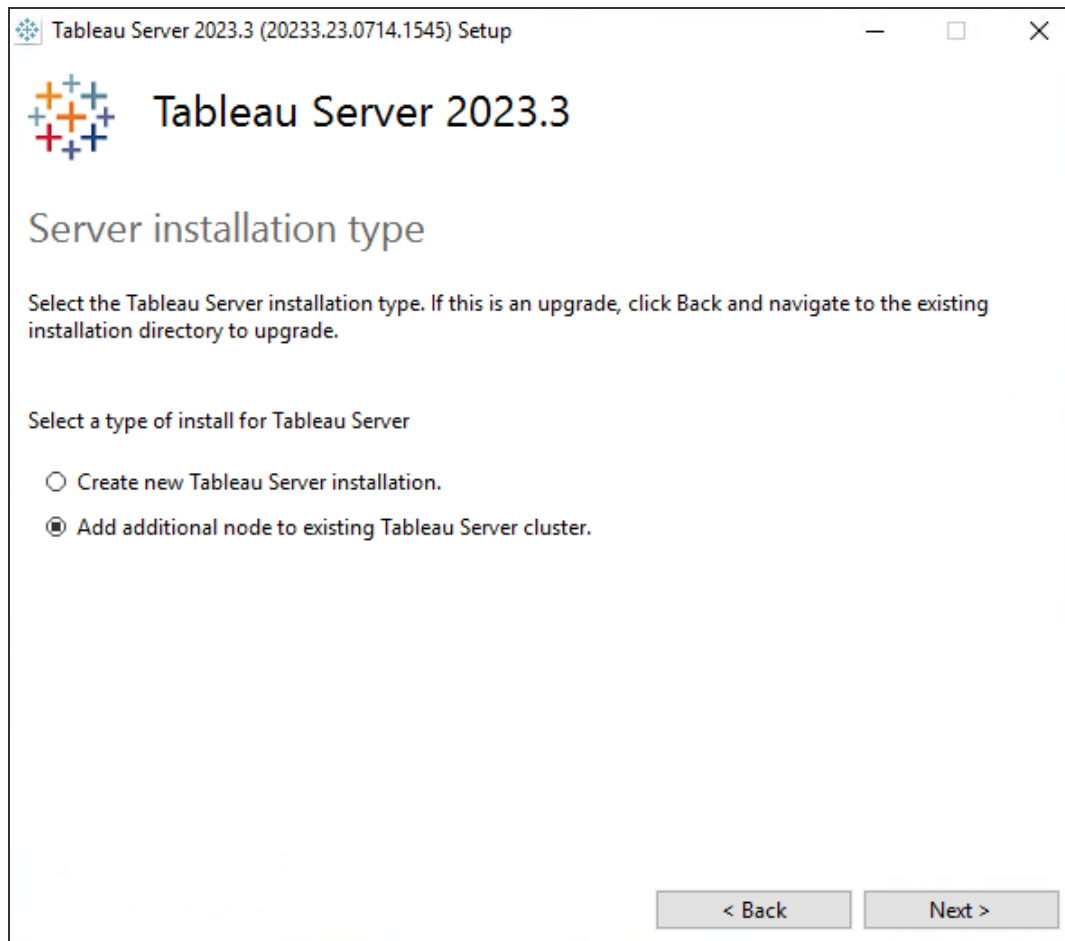 Tableau Server 2023.3 (20233.23.0714.1545) Setup
Tableau Server 2023.3
Server installation type
Select the Tableau Server installation type. If this is an upgrade, click Back and navigate to the existing
installation directory to upgrade.
Select a type of install for Tableau Server
Create new Tableau Server installation.
Add additional node to existing Tableau Server cluster.
< Back
Next >